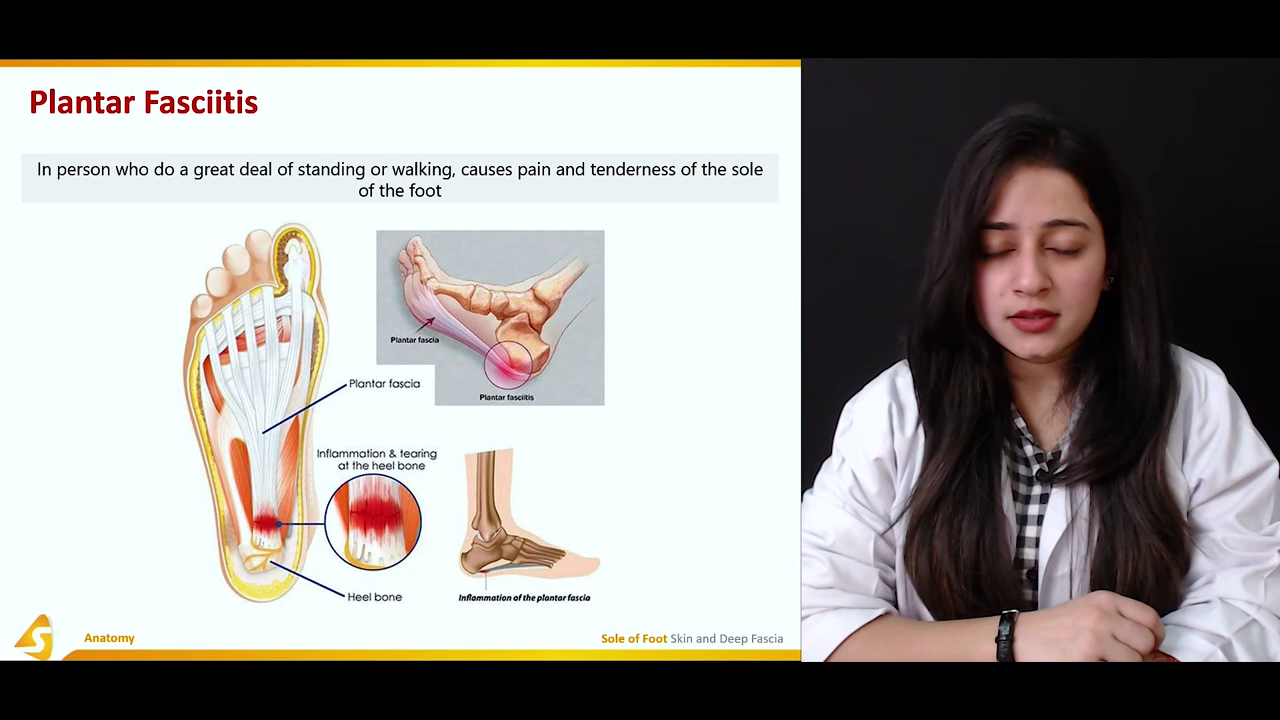 Plantar Fasciitis
In person who do a great deal of standing or walking, causes pain and tenderness of the sole
of the foot
Plantar fascia
Plantar fasciitis
Plantar fascia
Inflammation & tearing
at the heel bone
Heel bone
Inflammation of the plantar fascia
Anatomy
Sole of Foot Skin and Deep Fascia